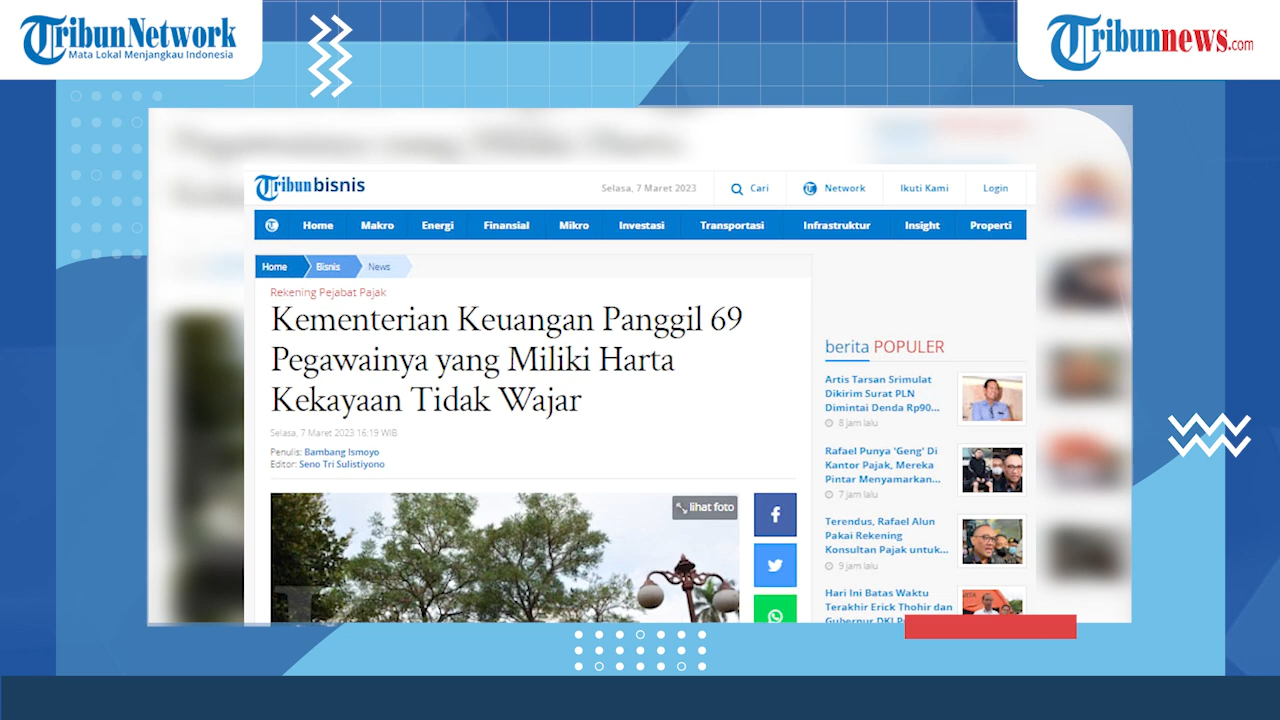 TribunNetwork
Mata Lokal Menjangkau Indonesia
Tribunnews.com
Tribunbisnis
Selasa, 7 Maret 2023
Cari
Network
Ikuti Kami
Login
Home
Makro
Energi
Finansial
Mikro
Investasi
Transportasi
Infrastruktur
Insight
Properti
Home
Bisnis
News
Rekening Pejabat Pajak
Kementerian Keuangan Panggil 69
Pegawainya yang Miliki Harta
Kekayaan Tidak Wajar
Selasa, 7 Maret 2023 16:19 WIB
Penulis: Bambang Ismoyo
Editor: Seno Tri Sulistiyono
lihat foto
berita POPULER
Artis Tarsan Srimulat
Dikirim Surat PLN
Dimintai Denda Rp90...
8 jam lalu
Rafael Punya 'Geng' Di
Kantor Pajak, Mereka
Pintar Menyamarkan...
7 jam lalu
Terendus, Rafael Alun
Pakai Rekening
Konsultan Pajak untuk...
9 jam lalu
Hari Ini Batas Waktu
Terakhir Erick Thohir dan
Gubernur DKI